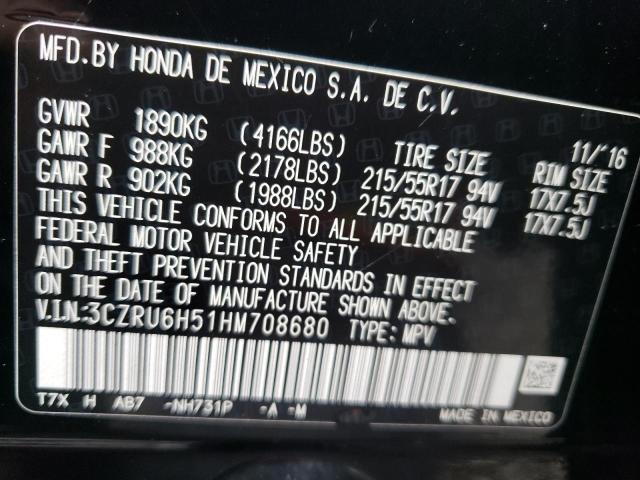 MFD.BY HONDA DE MEXICO S.A. DE C.V.
11/'16
GVWR 1890KG (4166LBS) TIRE SIZE RIM SIZE
GAWR F 988KG (2178LBS) 215/55R17 94V 17X7.5J
GAWR R 902KG (1988LBS) 215/55R17 94V 17X7.5J
THIS VEHICLE CONFORMS TO ALL APPLICABLE
FEDERAL MOTOR VEHICLE SAFETY
AND THEFT PREVENTION STANDARDS IN EFFECT
ON THE DATE OF MANUFACTURE SHOWN ABOVE.
V.I.N.:3CZRU6H51HM708680 TYPE: MPV
T7X H AB7 -NH731P -A -M
MADE IN MEXICO